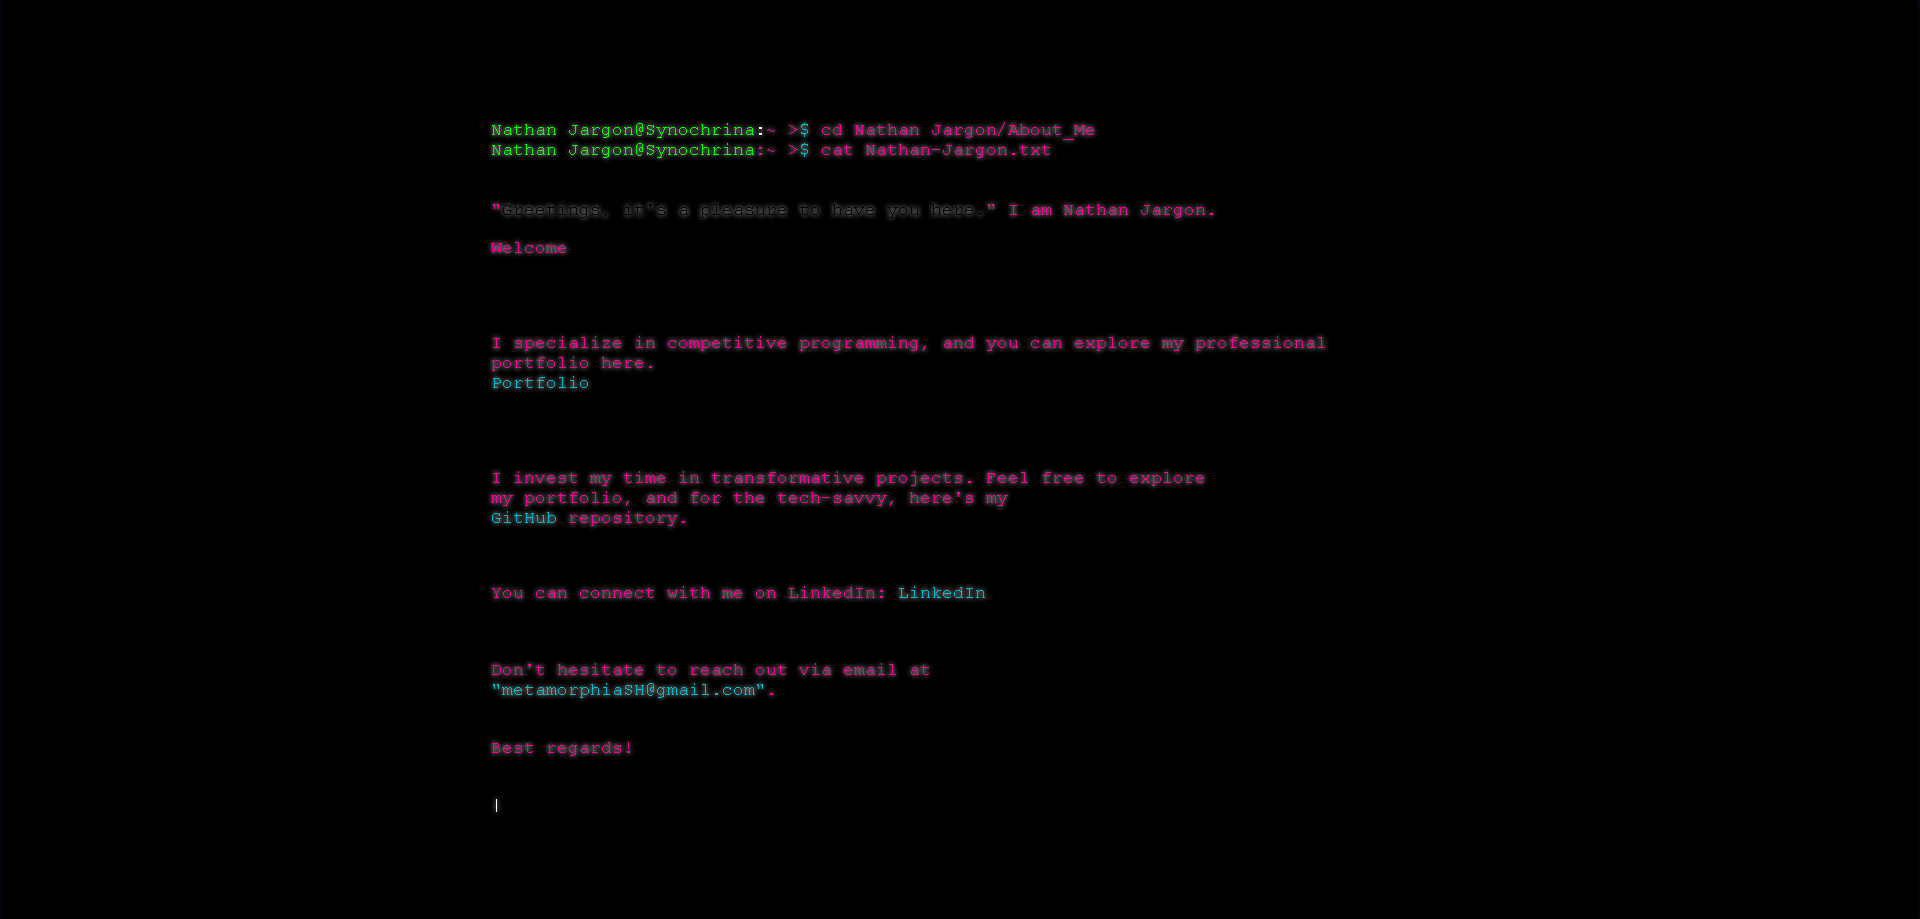 Nathan Jargon@Synochrina:~ >$ cd Nathan Jargon/About_Me
Nathan Jargon@Synochrina:~ >$ cat Nathan-Jargon.txt
"Greetings, it's a pleasure to have you here." I am Nathan Jargon.
Welcome
I specialize in competitive programming, and you can explore my professional
portfolio here.
Portfolio
I invest my time in transformative projects. Feel free to explore
my portfolio, and for the tech-savvy, here's my
GitHub repository.
You can connect with me on LinkedIn: LinkedIn
Don't hesitate to reach out via email at
"metamorphiaSH@gmail.com".
Best regards!